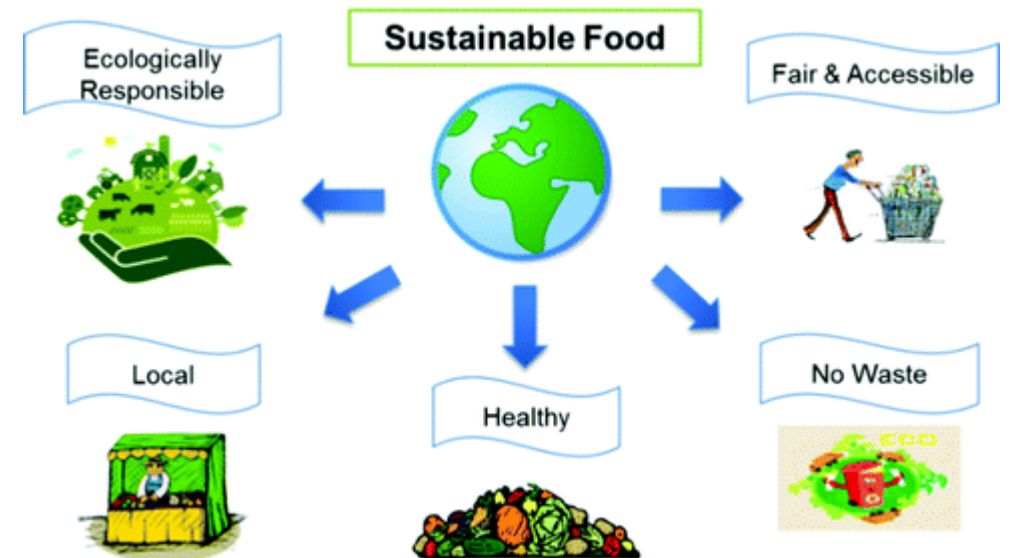 Sustainable Food
Ecologically
Responsible
Fair & Accessible
Local
Healthy
No Waste